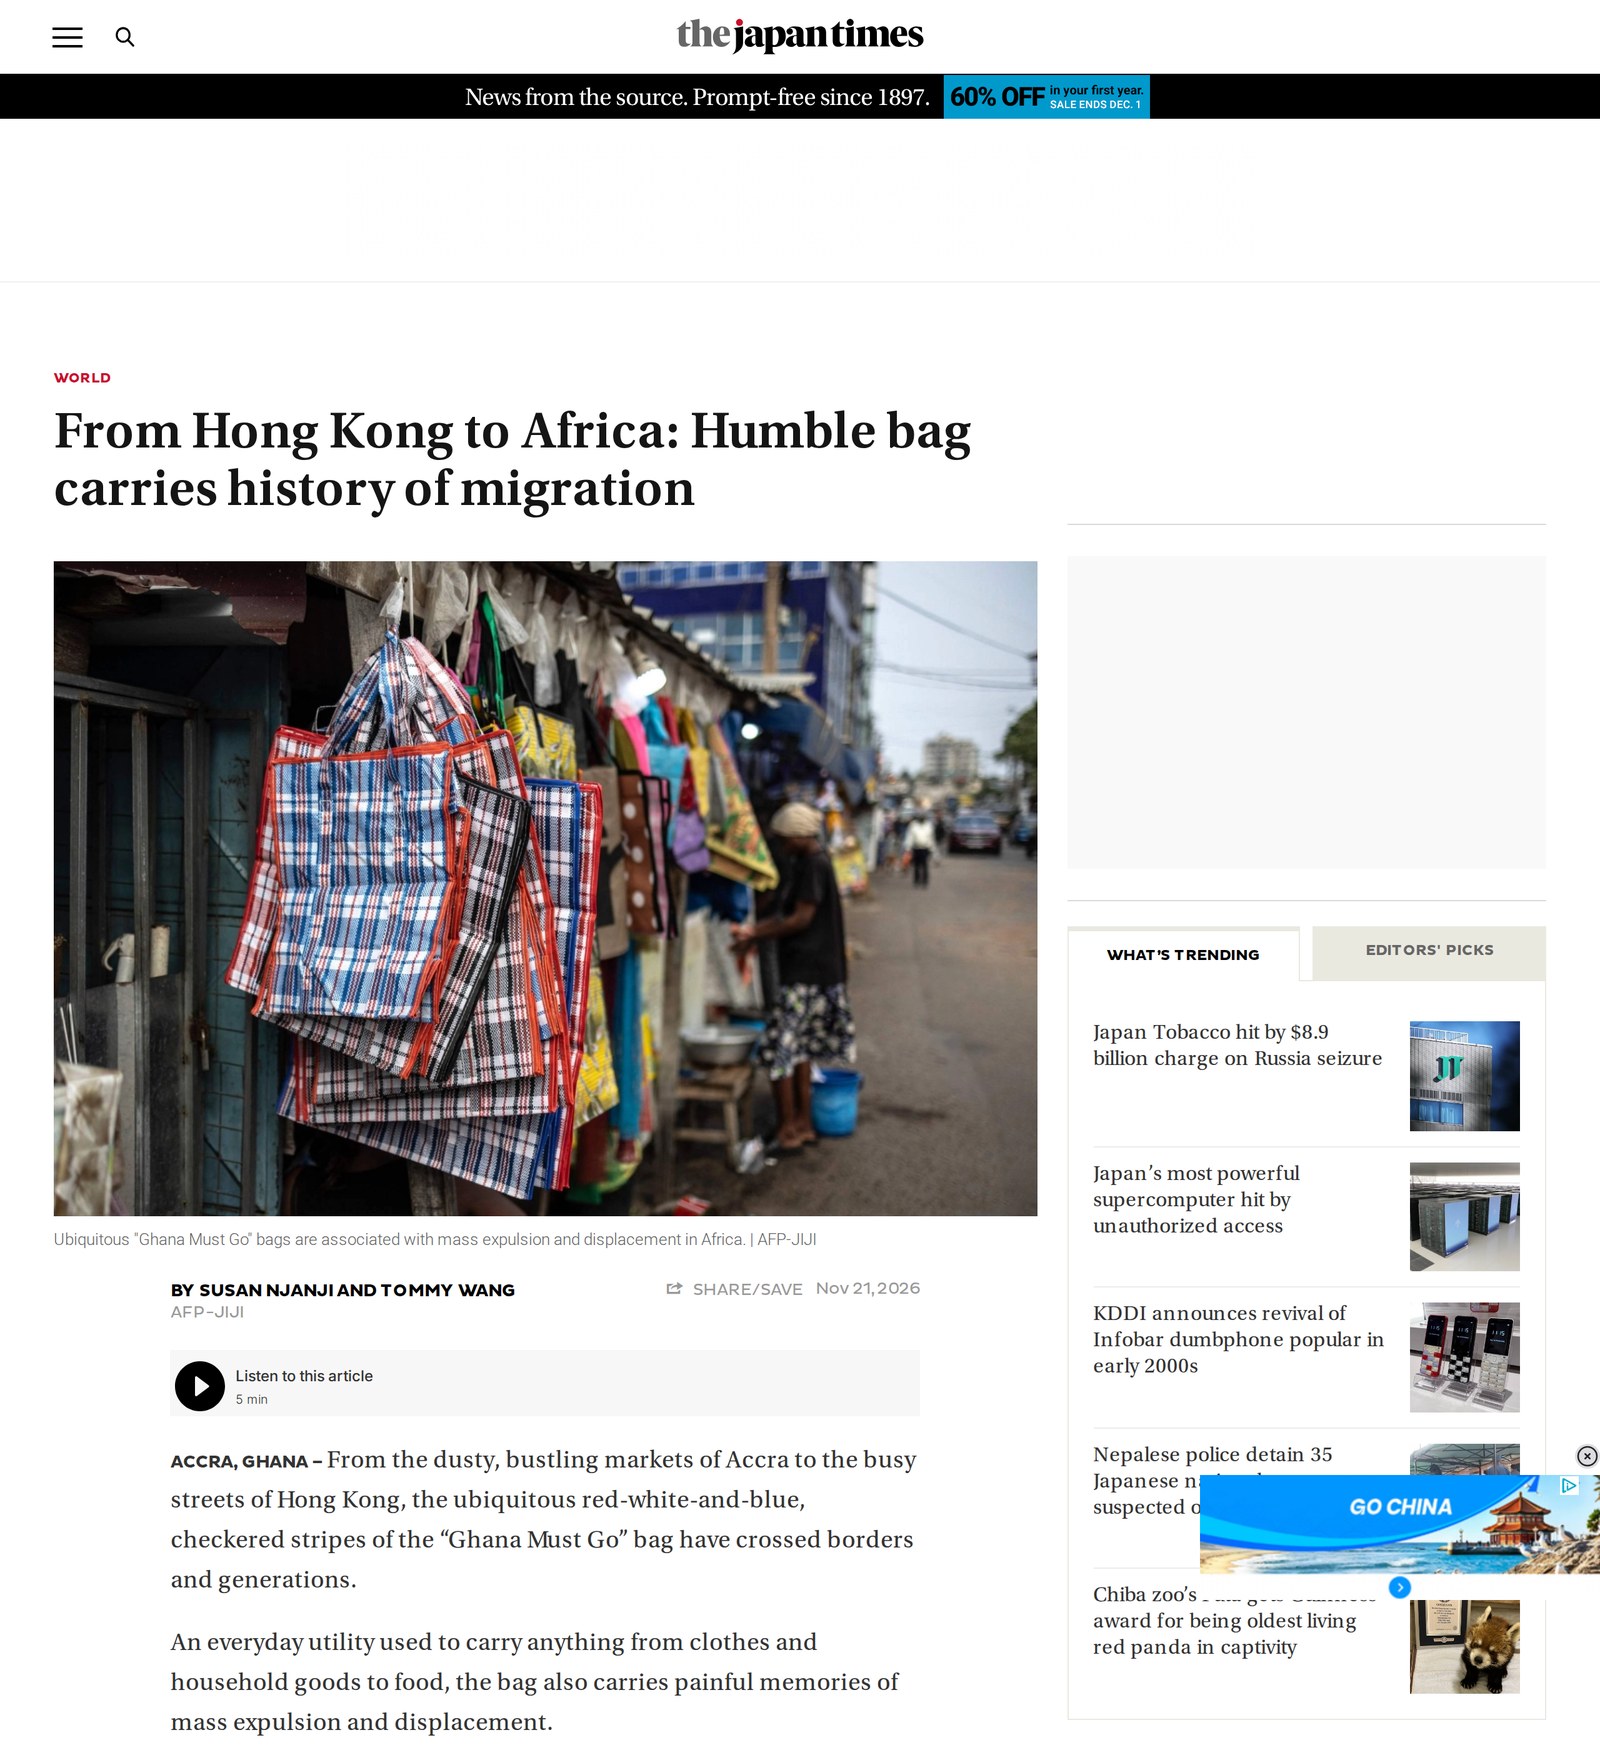 the japan times
News from the source. Prompt-free since 1897.
60% OFF
in your first year.
SALE ENDS DEC. 1
WORLD
From Hong Kong to Africa: Humble bag
carries history of migration
Ubiquitous "Ghana Must Go" bags are associated with mass expulsion and displacement in Africa. | AFP-JIJI
BY SUSAN NJANJI AND TOMMY WANG
AFP-JIJI
SHARE/SAVE
Nov 21, 2026
Listen to this article
5 min
ACCRA, GHANA – From the dusty, bustling markets of Accra to the busy
streets of Hong Kong, the ubiquitous red-white-and-blue,
checkered stripes of the “Ghana Must Go” bag have crossed borders
and generations.
An everyday utility used to carry anything from clothes and
household goods to food, the bag also carries painful memories of
mass expulsion and displacement.
WHAT'S TRENDING
EDITORS' PICKS
Japan Tobacco hit by $8.9
billion charge on Russia seizure
JT
Japan’s most powerful
supercomputer hit by
unauthorized access
KDDI announces revival of
Infobar dumbphone popular in
early 2000s
Nepalese police detain 35
Japanese
suspected
GO CHINA
Chiba zoo’s
award for being oldest living
red panda in captivity